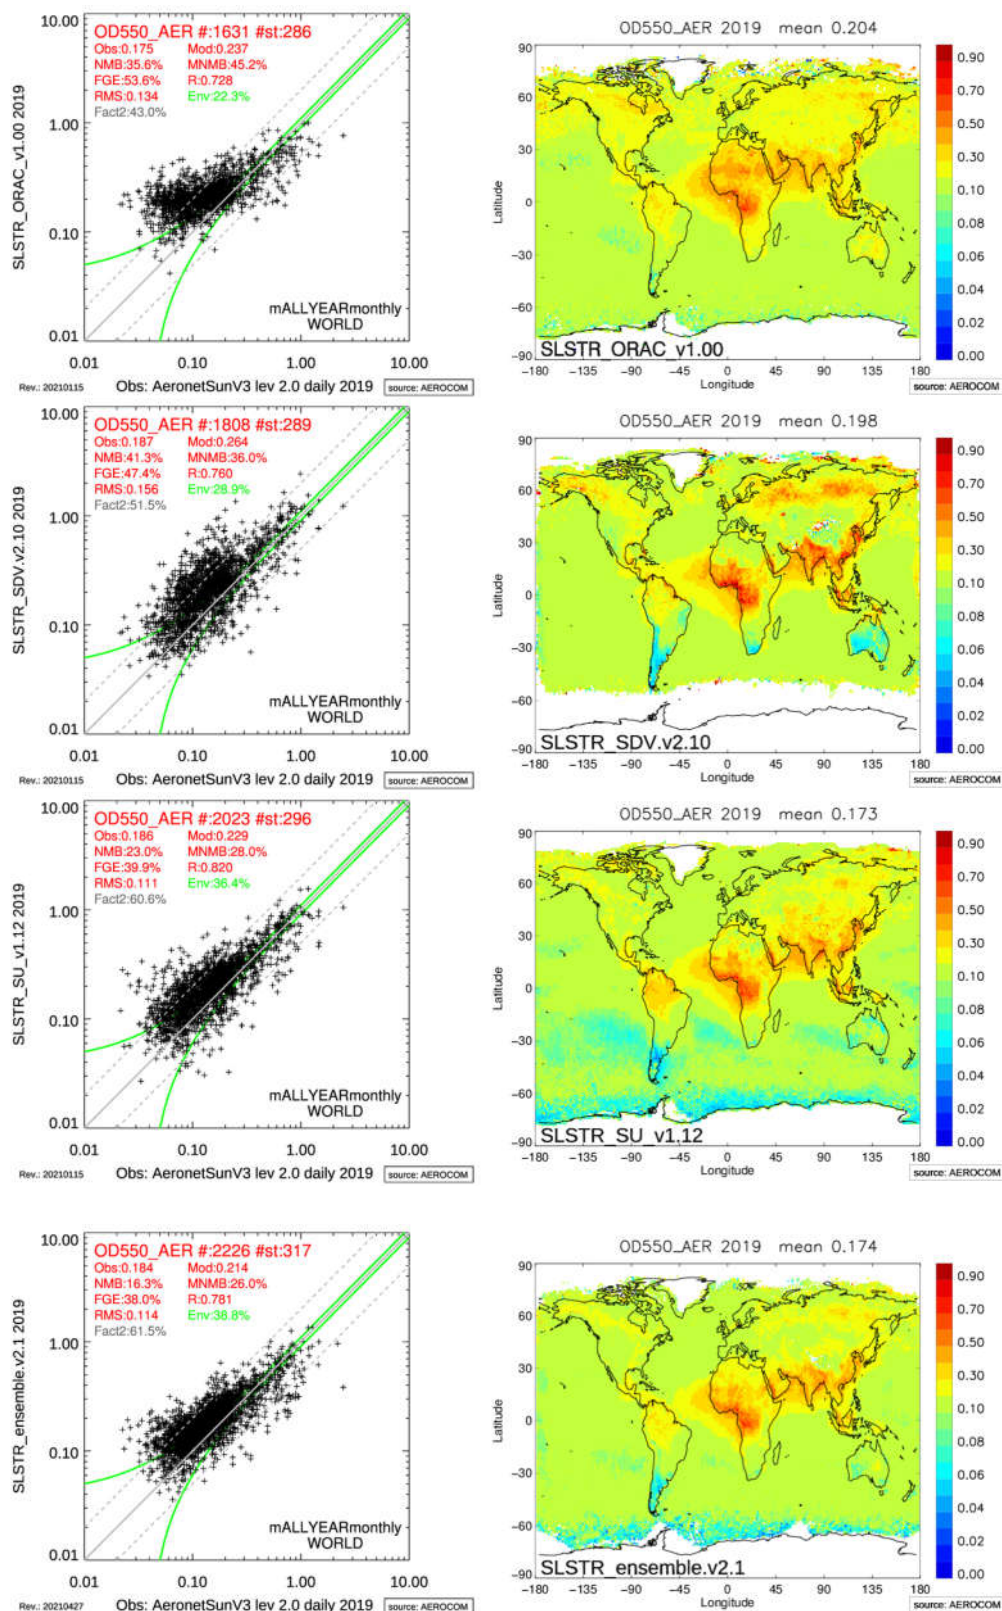 10.00
OD550_AER #:1631 #st:286
Obs:0.175 Mod:0.237
NMB:35.6% MNMB:45.2%
FGE:53.6% R:0.728
RMS:0.134 Env:22.3%
Fact2:43.0%
1.00
0.10
0.01
SLSTR_ORAC_v1.00 2019
mALLYEARmonthly
WORLD
0.01 0.10 1.00 10.00
Rev.: 20210115 Obs: AeronetSunV3 lev 2.0 daily 2019 source: AEROCOM
OD550_AER 2019 mean 0.204
90
60
30
0
−30
−60
−90
Latitude
SLSTR_ORAC_v1.00
−180 −135 −90 −45 0 45 90 135 180
Longitude
0.90
0.50
0.30
0.10
0.08
0.06
0.04
0.02
0.00
source: AEROCOM
10.00
OD550_AER #:1808 #st:289
Obs:0.187 Mod:0.264
NMB:41.3% MNMB:36.0%
FGE:47.4% R:0.760
RMS:0.156 Env:28.9%
Fact2:51.5%
1.00
0.10
0.01
SLSTR_SDV.v2.10 2019
mALLYEARmonthly
WORLD
0.01 0.10 1.00 10.00
Rev.: 20210115 Obs: AeronetSunV3 lev 2.0 daily 2019 source: AEROCOM
OD550_AER 2019 mean 0.198
90
60
30
0
−30
−60
−90
Latitude
SLSTR_SDV.v2.10
−180 −135 −90 −45 0 45 90 135 180
Longitude
0.90
0.50
0.30
0.10
0.08
0.06
0.04
0.02
0.00
source: AEROCOM
10.00
OD550_AER #:2023 #st:296
Obs:0.186 Mod:0.229
NMB:23.0% MNMB:28.0%
FGE:39.9% R:0.820
RMS:0.111 Env:36.4%
Fact2:60.6%
1.00
0.10
0.01
SLSTR_SU_v1.12 2019
mALLYEARmonthly
WORLD
0.01 0.10 1.00 10.00
Rev.: 20210115 Obs: AeronetSunV3 lev 2.0 daily 2019 source: AEROCOM
OD550_AER 2019 mean 0.173
90
60
30
0
−30
−60
−90
Latitude
SLSTR_SU_v1.12
−180 −135 −90 −45 0 45 90 135 180
Longitude
0.90
0.50
0.30
0.10
0.08
0.06
0.04
0.02
0.00
source: AEROCOM
10.00
OD550_AER #:2226 #st:317
Obs:0.184 Mod:0.214
NMB:16.3% MNMB:26.0%
FGE:38.0% R:0.781
RMS:0.114 Env:38.8%
Fact2:61.5%
1.00
0.10
0.01
SLSTR_ensemble.v2.1 2019
mALLYEARmonthly
WORLD
0.01 0.10 1.00 10.00
Rev.: 20210427 Obs: AeronetSunV3 lev 2.0 daily 2019 source: AEROCOM
OD550_AER 2019 mean 0.174
90
60
30
0
−30
−60
−90
Latitude
SLSTR_ensemble.v2.1
−180 −135 −90 −45 0 45 90 135 180
Longitude
0.90
0.50
0.30
0.10
0.08
0.06
0.04
0.02
0.00
source: AEROCOM